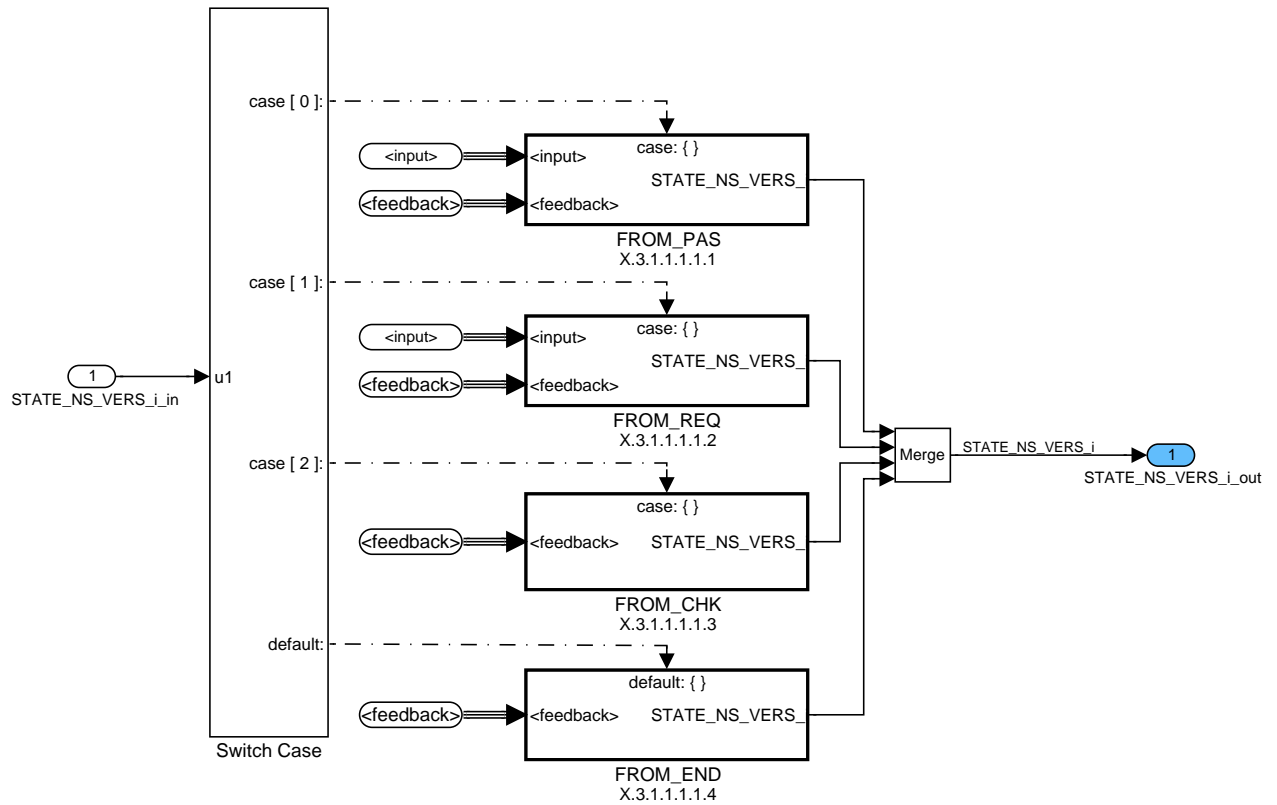 case [ 0 ]:
case: { }
<input>
<input>
STATE_NS_VERS_
<feedback>
<feedback>
FROM_PAS
X.3.1.1.1.1.1
case [ 1 ]:
case: { }
<input>
<input>
STATE_NS_VERS_
1
u1
<feedback>
<feedback>
STATE_NS_VERS_i_in
FROM_REQ
X.3.1.1.1.1.2
case [ 2 ]:
Merge
STATE_NS_VERS_i
1
STATE_NS_VERS_i_out
case: { }
<feedback>
<feedback>
STATE_NS_VERS_
FROM_CHK
X.3.1.1.1.1.3
default:
default: { }
<feedback>
<feedback>
STATE_NS_VERS_
Switch Case
FROM_END
X.3.1.1.1.1.4